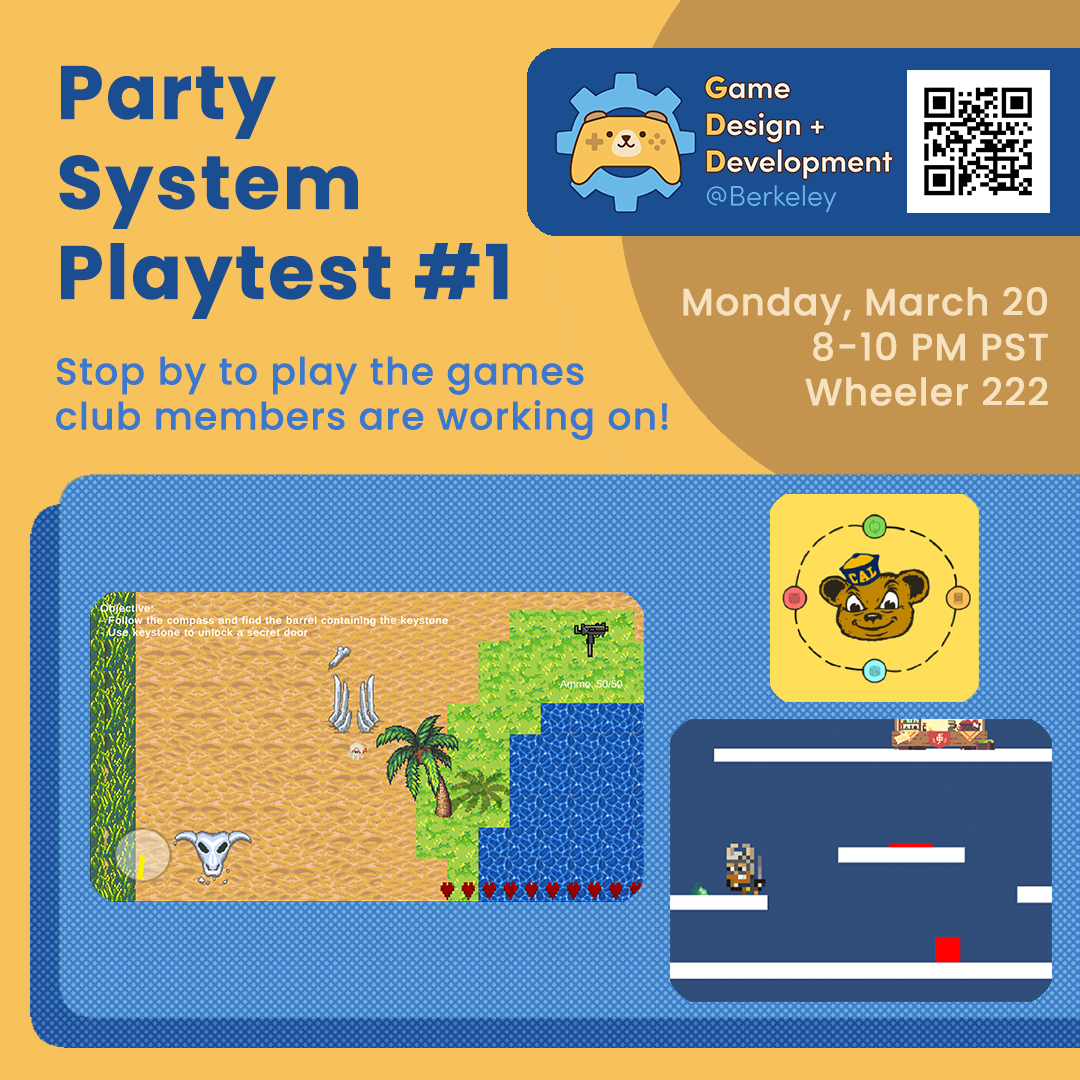 Party
System
Playtest #1
Game
Design +
Development
@Berkeley
Monday, March 20
8-10 PM PST
Wheeler 222
Stop by to play the games
club members are working on!
CAL
Objective:
- Follow the compass and find the barrel containing the keystone
- Use keystone to unlock a secret door
Ammo: 50/50